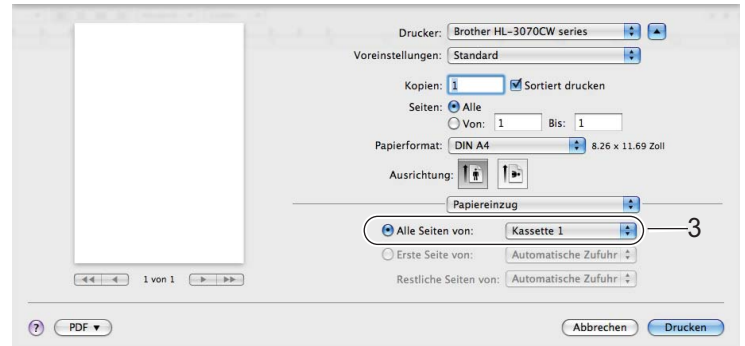 Drucker: Brother HL-3070CW series
Voreinstellungen: Standard
Kopien: 1 Sortiert drucken
Seiten: Alle
Von: 1 Bis: 1
Papierformat: DIN A4 8.26 x 11.69 Zoll
Ausrichtung:
Papiereinzug
Alle Seiten von: Kassette 1 3
Erste Seite von: Automatische Zufuhr
Restliche Seiten von: Automatische Zufuhr
1 von 1
? PDF Abbrechen Drucken